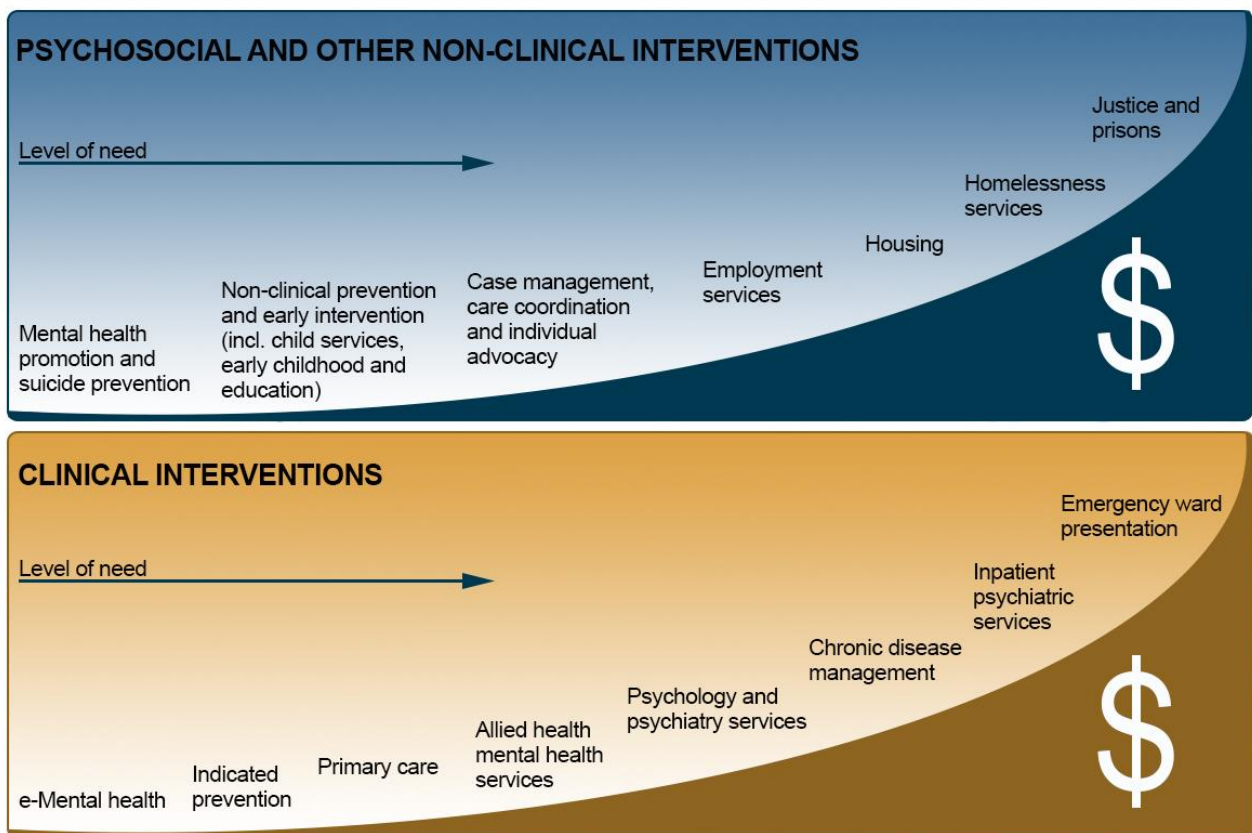 PSYCHOSOCIAL AND OTHER NON-CLINICAL INTERVENTIONS
Level of need
Mental health
promotion and
suicide prevention
Non-clinical prevention
and early intervention
(incl. child services,
early childhood and
education)
Case management,
care coordination
and individual
advocacy
Employment
services
Housing
Homelessness
services
Justice and
prisons
$
CLINICAL INTERVENTIONS
Level of need
e-Mental health
Indicated
prevention
Primary care
Allied health
mental health
services
Psychology and
psychiatry services
Chronic disease
management
Inpatient
psychiatric
services
Emergency ward
presentation
$